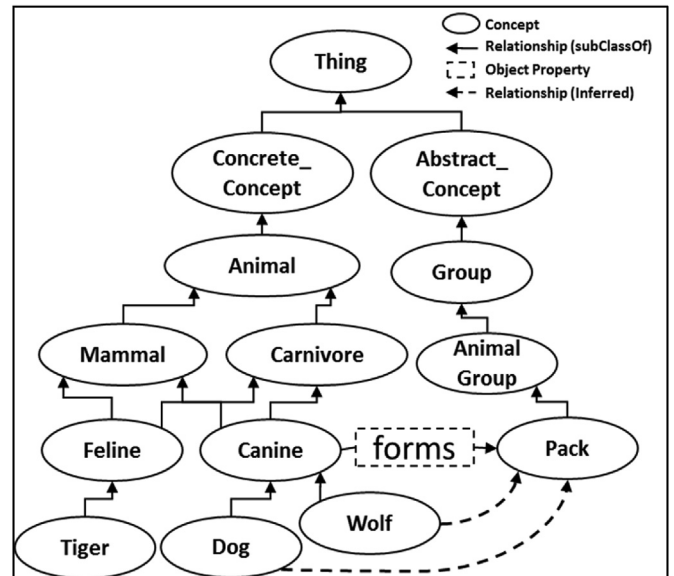 Concept
Relationship (subClassOf)
Object Property
Relationship (Inferred)
Thing
Concrete_
Concept
Abstract_
Concept
Animal
Group
Mammal
Carnivore
Animal
Group
Feline
Canine
forms
Pack
Tiger
Dog
Wolf